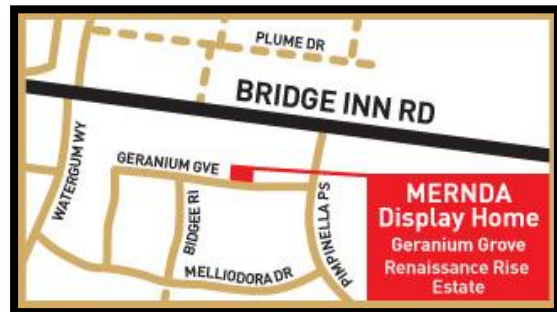 PLUME DR
BRIDGE INN RD
WATERGUM WY
GERANIUM GVE
BIDGEE RI
MELLIODORA DR
PIMPINELLA PS
MERNDA
Display Home
Geranium Grove
Renaissance Rise
Estate